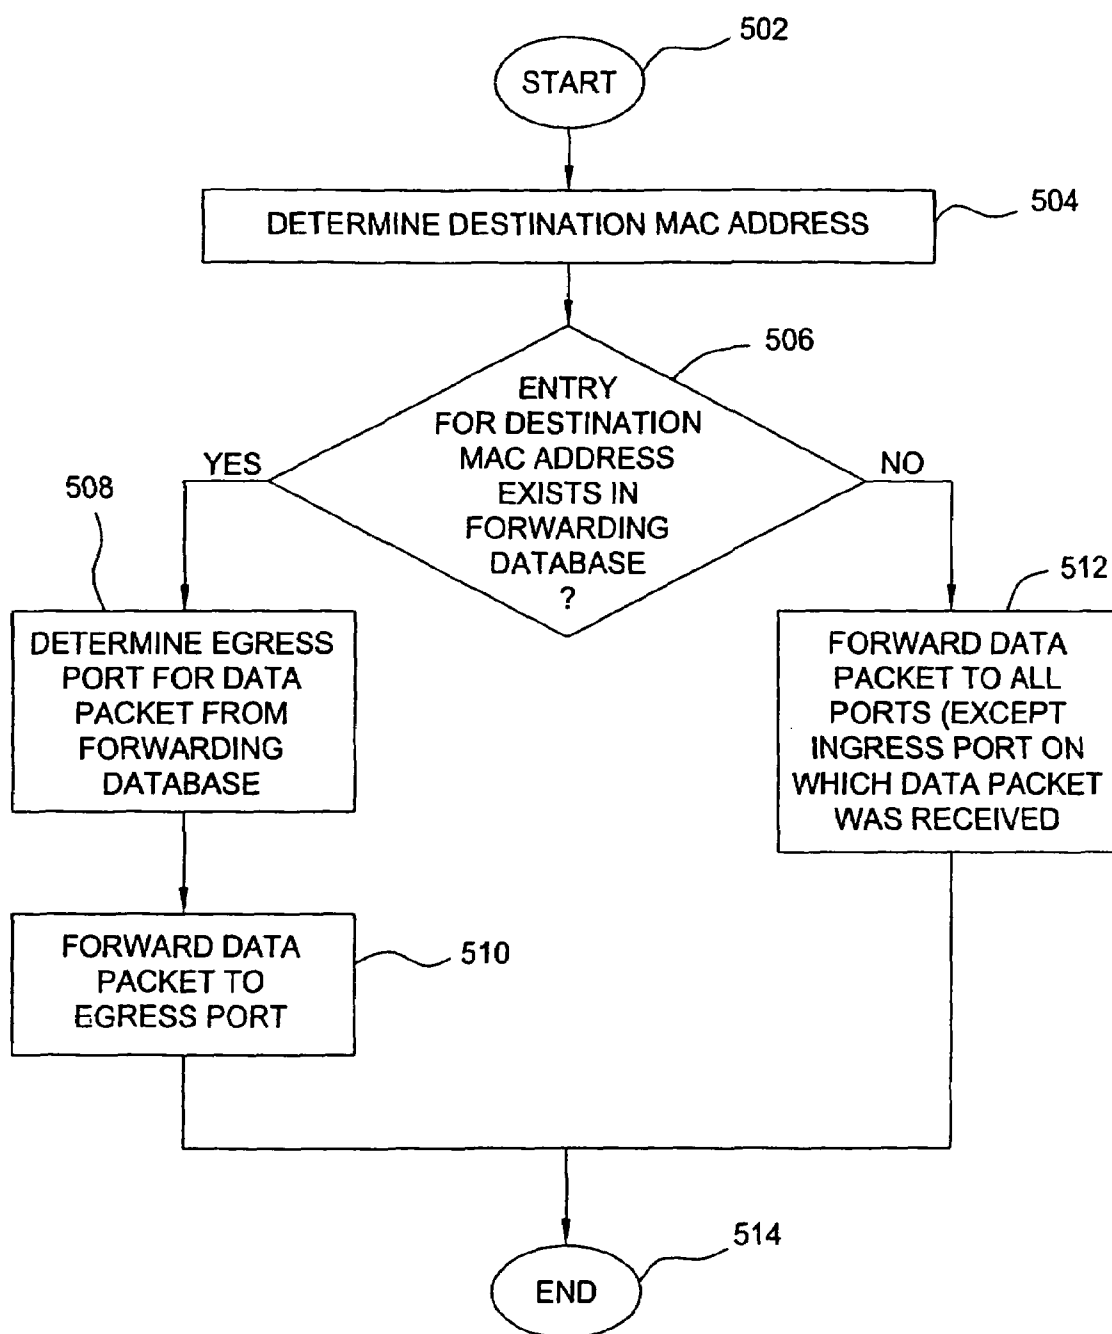 502
START
504
DETERMINE DESTINATION MAC ADDRESS
506
ENTRY
FOR DESTINATION
MAC ADDRESS
EXISTS IN
FORWARDING
DATABASE
?
YES
NO
508
DETERMINE EGRESS
PORT FOR DATA
PACKET FROM
FORWARDING
DATABASE
512
FORWARD DATA
PACKET TO ALL
PORTS (EXCEPT
INGRESS PORT ON
WHICH DATA PACKET
WAS RECEIVED
FORWARD DATA
PACKET TO
EGRESS PORT
510
514
END